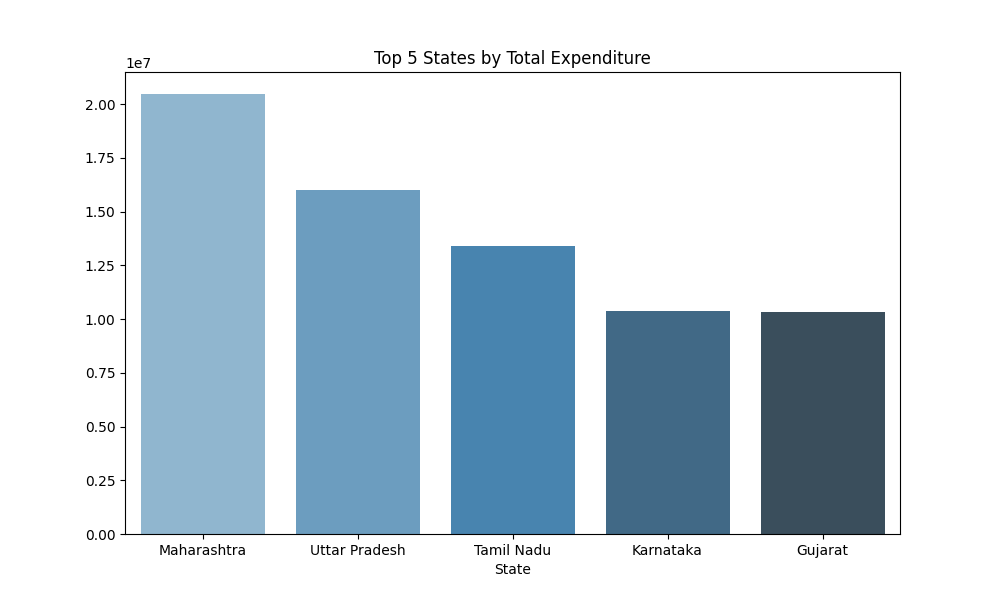 Top 5 States by Total Expenditure
1e7
2.00
1.75
1.50
1.25
1.00
0.75
0.50
0.25
0.00
Maharashtra Uttar Pradesh Tamil Nadu Karnataka Gujarat
State